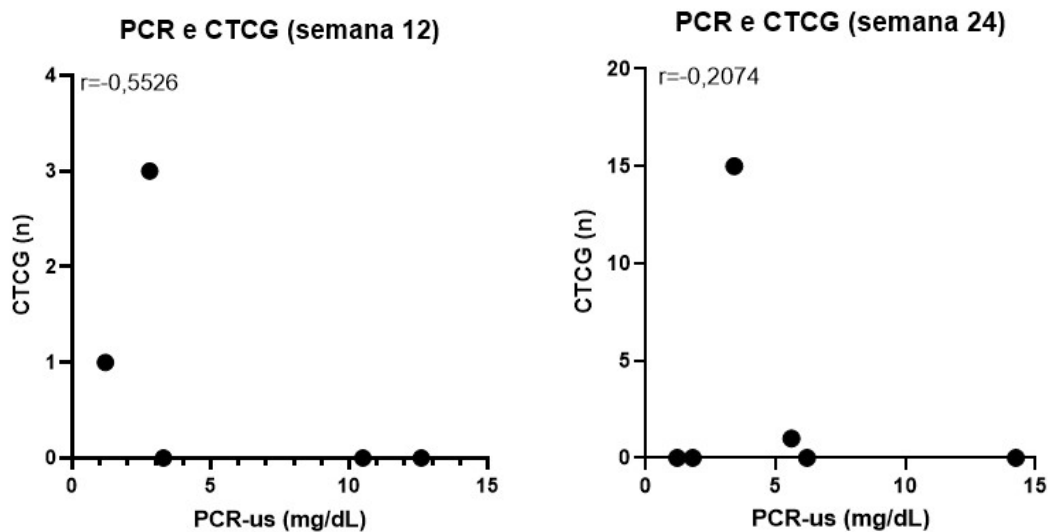 PCR e CTCG (semana 12)
r=-0,5526
4
3
2
1
0
CTCG (n)
0 5 10 15
PCR-us (mg/dL)
PCR e CTCG (semana 24)
r=-0,2074
20
15
10
5
0
CTCG (n)
0 5 10 15
PCR-us (mg/dL)